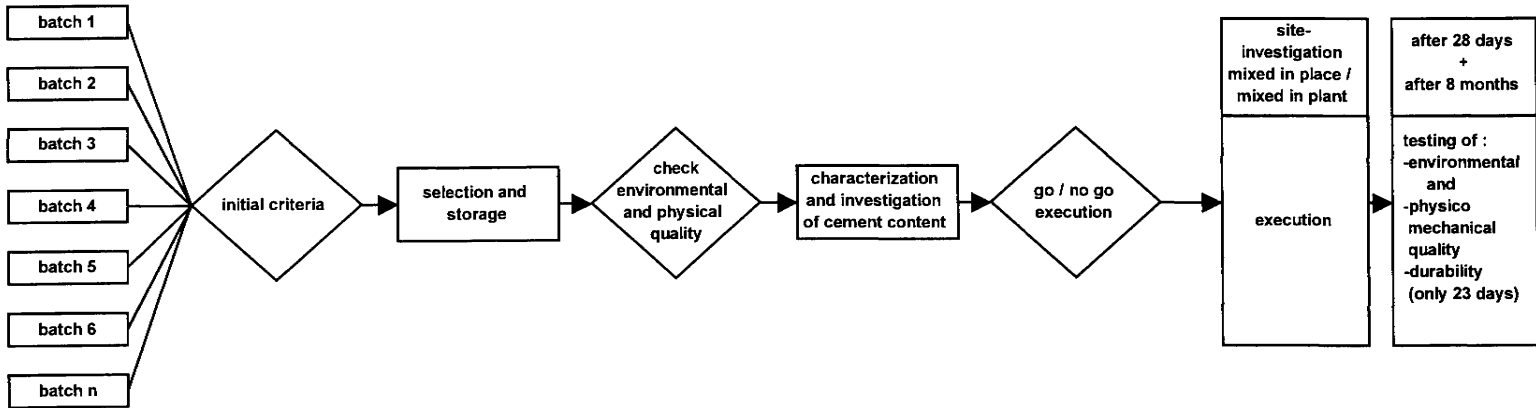 batch 1
batch 2
batch 3
batch 4
batch 5
batch 6
batch n
initial criteria
selection and
storage
check
environmental
and physical
quality
characterization
and investigation
of cement content
go / no go
execution
site-
investigation
mixed in place /
mixed in plant
execution
after 28 days
+
after 8 months
testing of :
-environmental
and
-physico
mechanical
quality
-durability
(only 23 days)